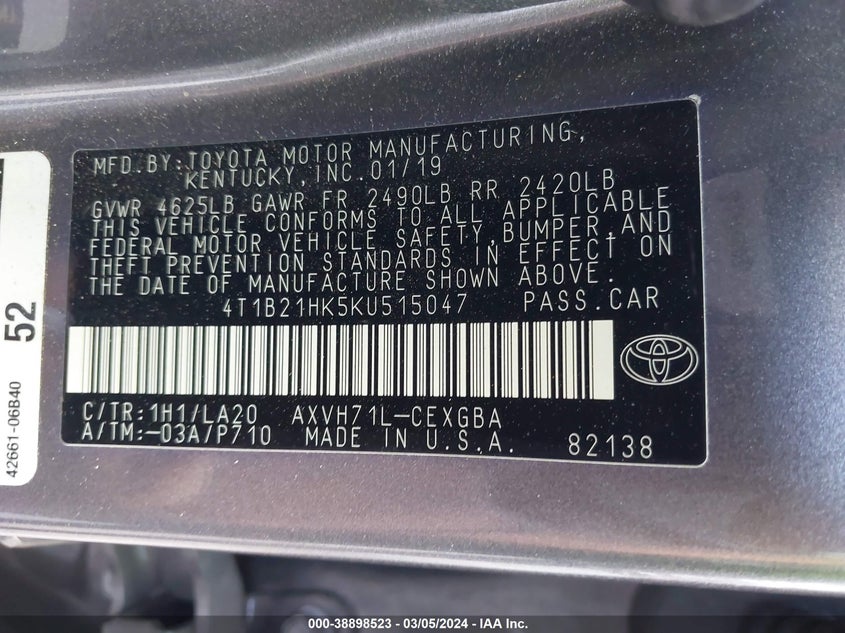 MFD.BY:TOYOTA MOTOR MANUFACTURING,
KENTUCKY,INC.01/19
GVWR 4625LB GAWR FR 2490LB RR 2420LB
THIS VEHICLE CONFORMS TO ALL APPLICABLE
FEDERAL MOTOR VEHICLE SAFETY,BUMPER,AND
THEFT PREVENTION STANDARDS IN EFFECT ON
THE DATE OF MANUFACTURE SHOWN ABOVE.
4T1B21HK5KU515047 PASS.CAR
C/TR:1H1/LA20 AXVH71L-CEXGBA
A/TM:-03A/P710 MADE IN U.S.A. 82138
52
42661-06B40
000-38898523 - 03/05/2024 - IAA Inc.